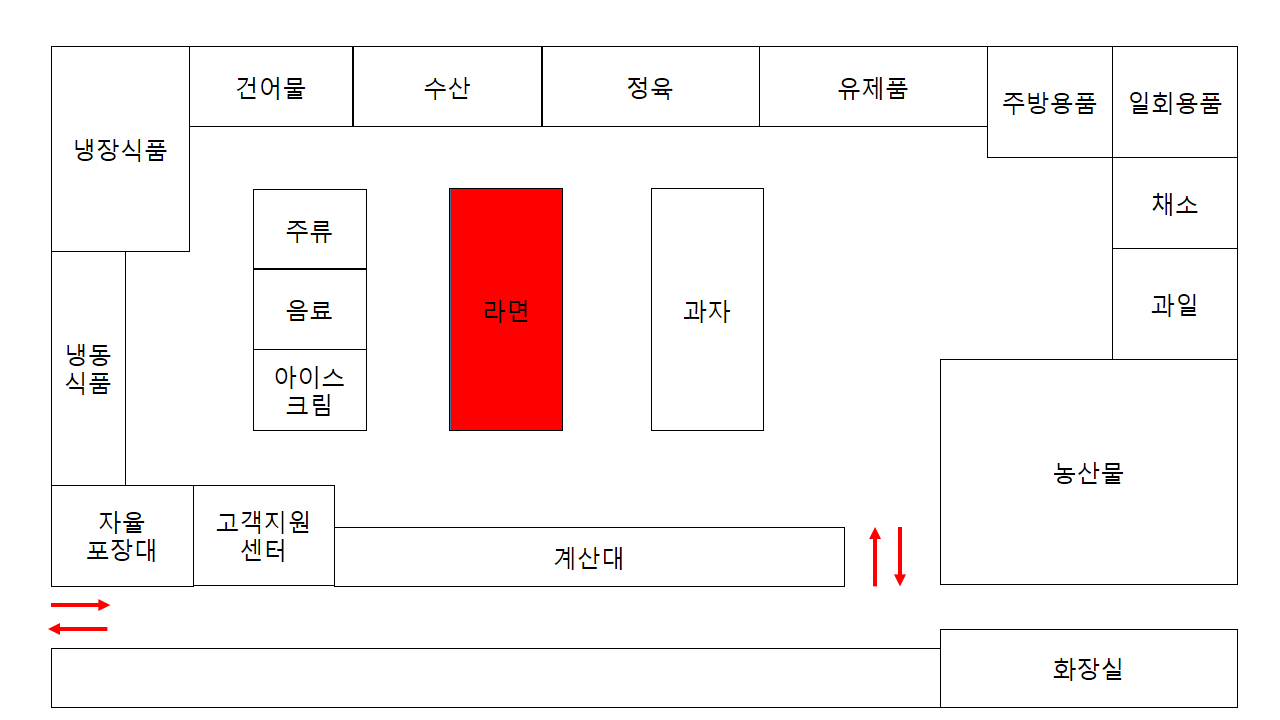 건어물
수산
정육
유제품
주방용품
일회용품
냉장식품
채소
주류
음료
라면
과자
과일
냉동
식품
아이스
크림
농산물
자율
포장대
고객지원
센터
계산대
화장실